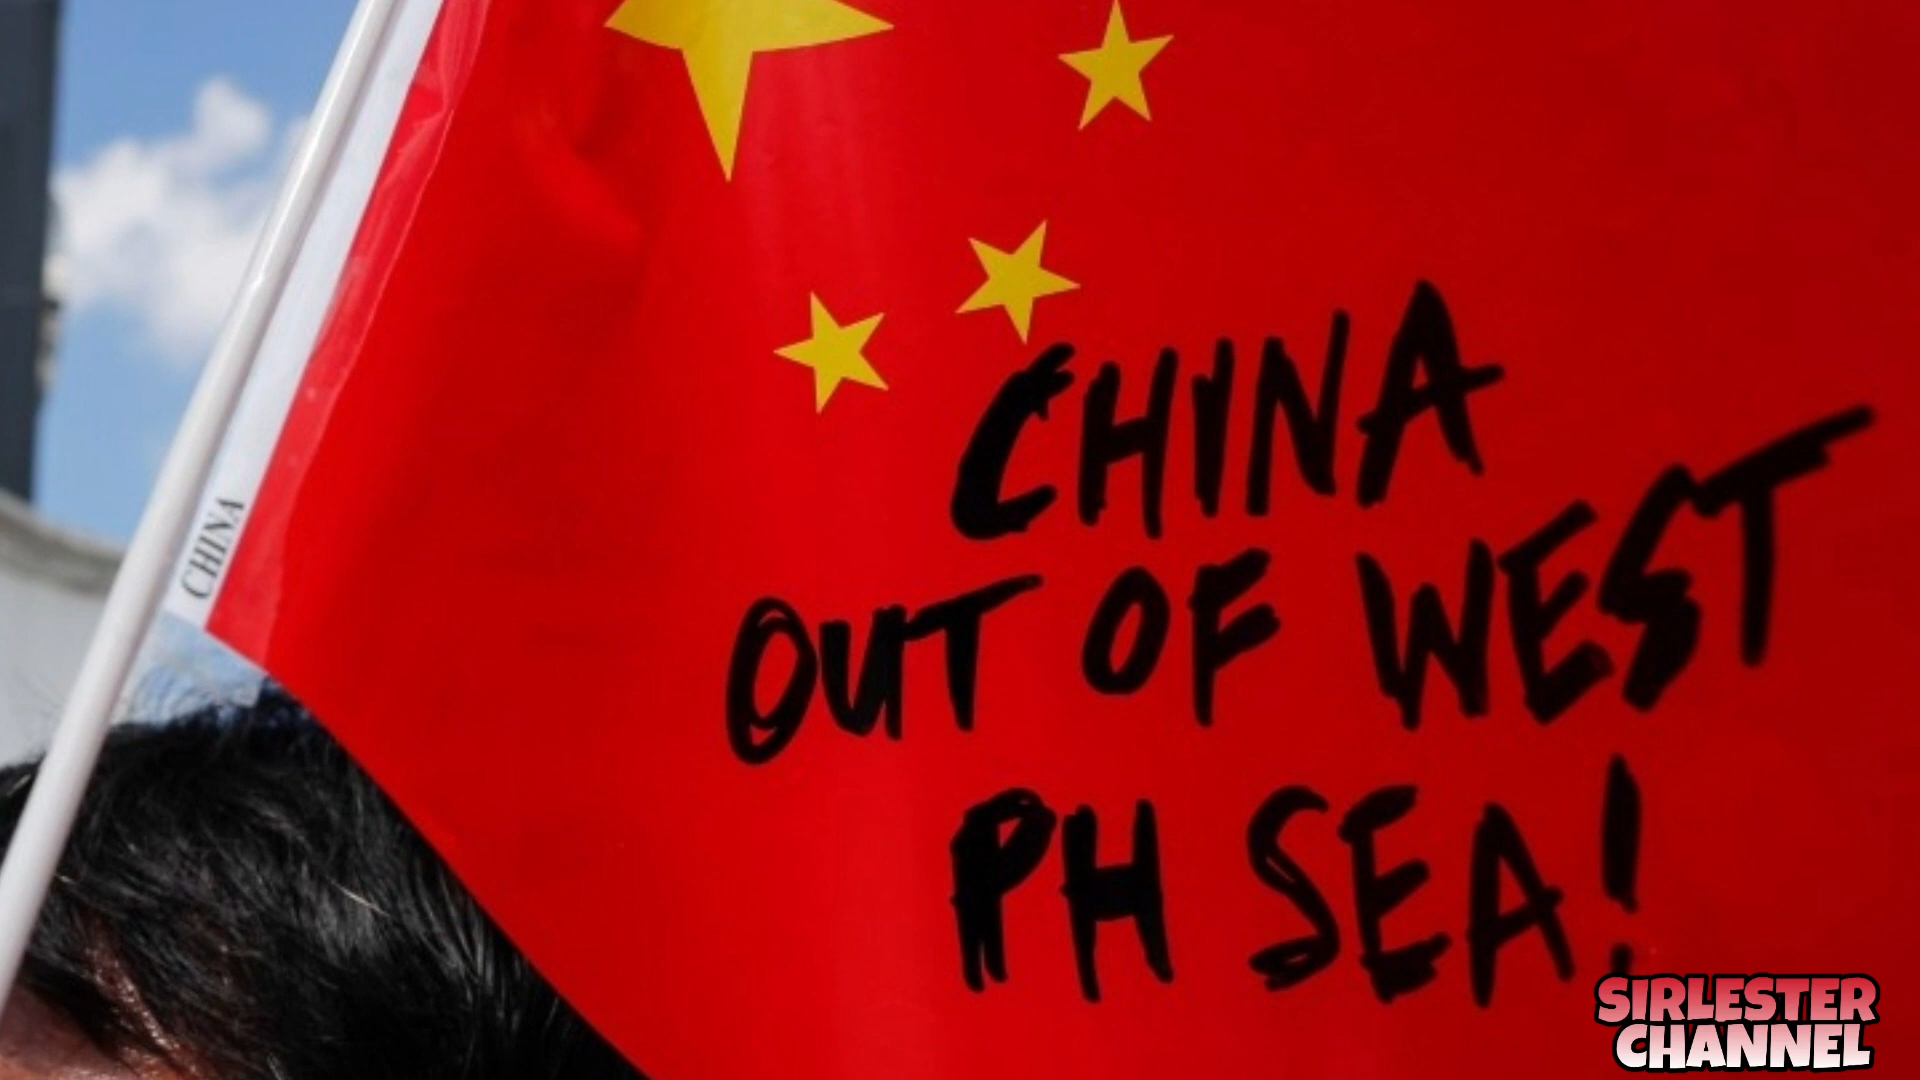 CHINA
OUT OF WEST
PH SEA!
CHINA
SIRLESTER
CHANNEL